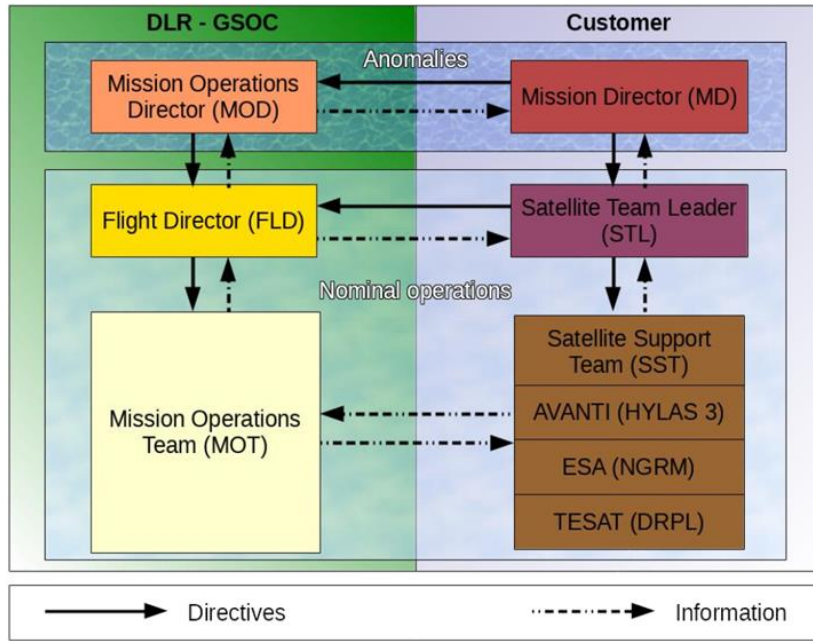 DLR - GSOC
Customer
Anomalies
Mission Operations
Director (MOD)
Mission Director (MD)
Flight Director (FLD)
Satellite Team Leader
(STL)
Nominal operations
Mission Operations
Team (MOT)
Satellite Support
Team (SST)
AVANTI (HYLAS 3)
ESA (NGRM)
TESAT (DRPL)
Directives
Information